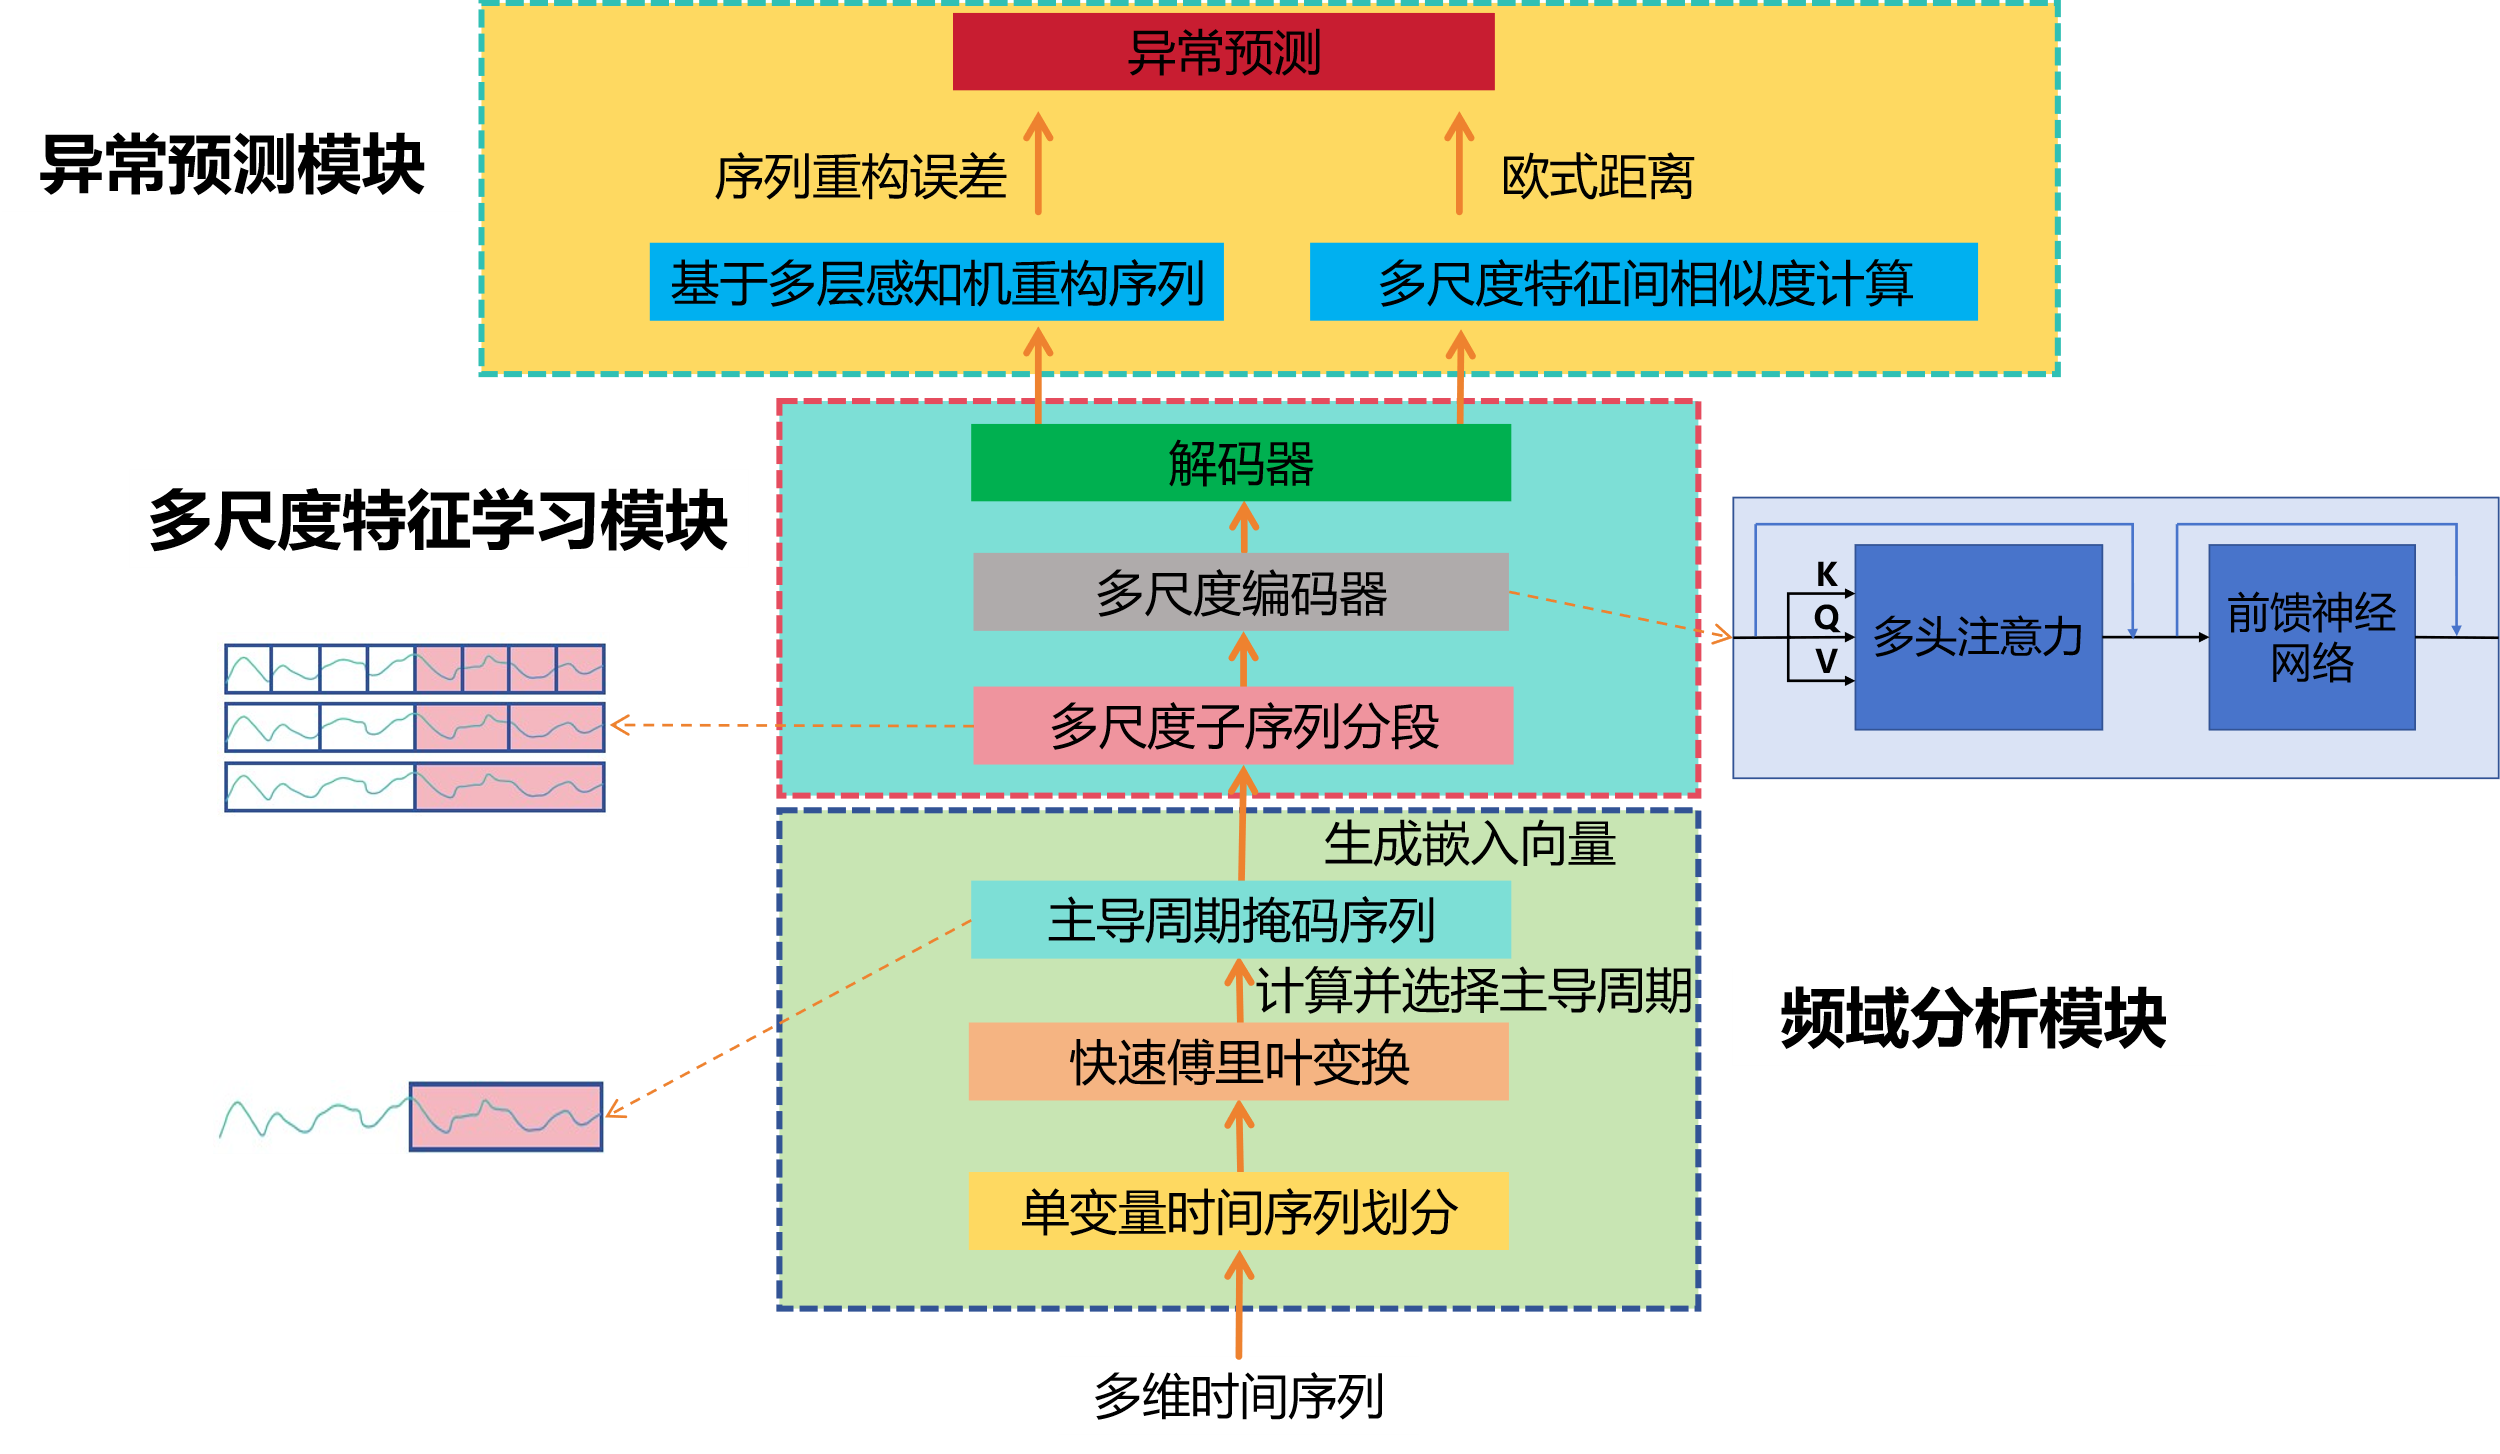 异常预测
异常预测模块
序列重构误差
欧式距离
基于多层感知机重构序列
多尺度特征间相似度计算
解码器
多尺度特征学习模块
多尺度编码器
K
Q
V
多头注意力
前馈神经
网络
多尺度子序列分段
生成嵌入向量
主导周期掩码序列
计算并选择主导周期
频域分析模块
快速傅里叶变换
单变量时间序列划分
多维时间序列